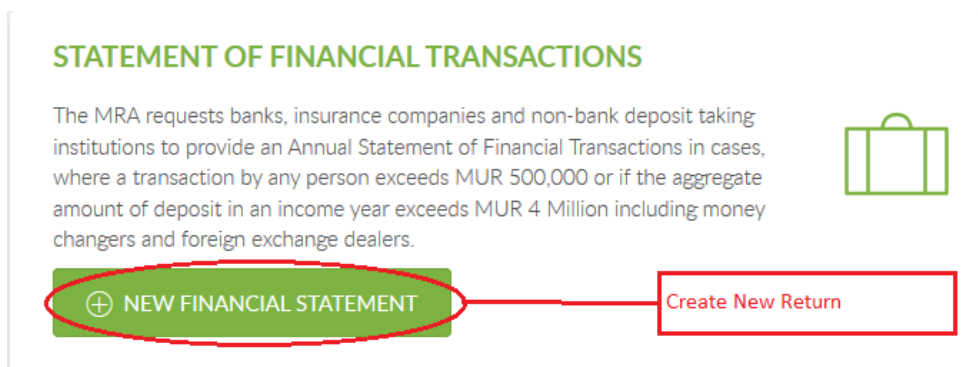 STATEMENT OF FINANCIAL TRANSACTIONS
The MRA requests banks, insurance companies and non-bank deposit taking
institutions to provide an Annual Statement of Financial Transactions in cases,
where a transaction by any person exceeds MUR 500,000 or if the aggregate
amount of deposit in an income year exceeds MUR 4 Million including money
changers and foreign exchange dealers.
NEW FINANCIAL STATEMENT
Create New Return